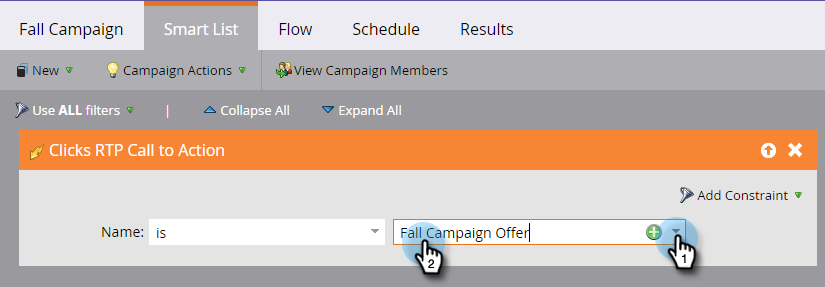 Fall Campaign Smart List Flow Schedule Results
New Campaign Actions View Campaign Members
Use ALL filters | Collapse All Expand All
Clicks RTP Call to Action
Add Constraint
Name: is Fall Campaign Offer
1
2